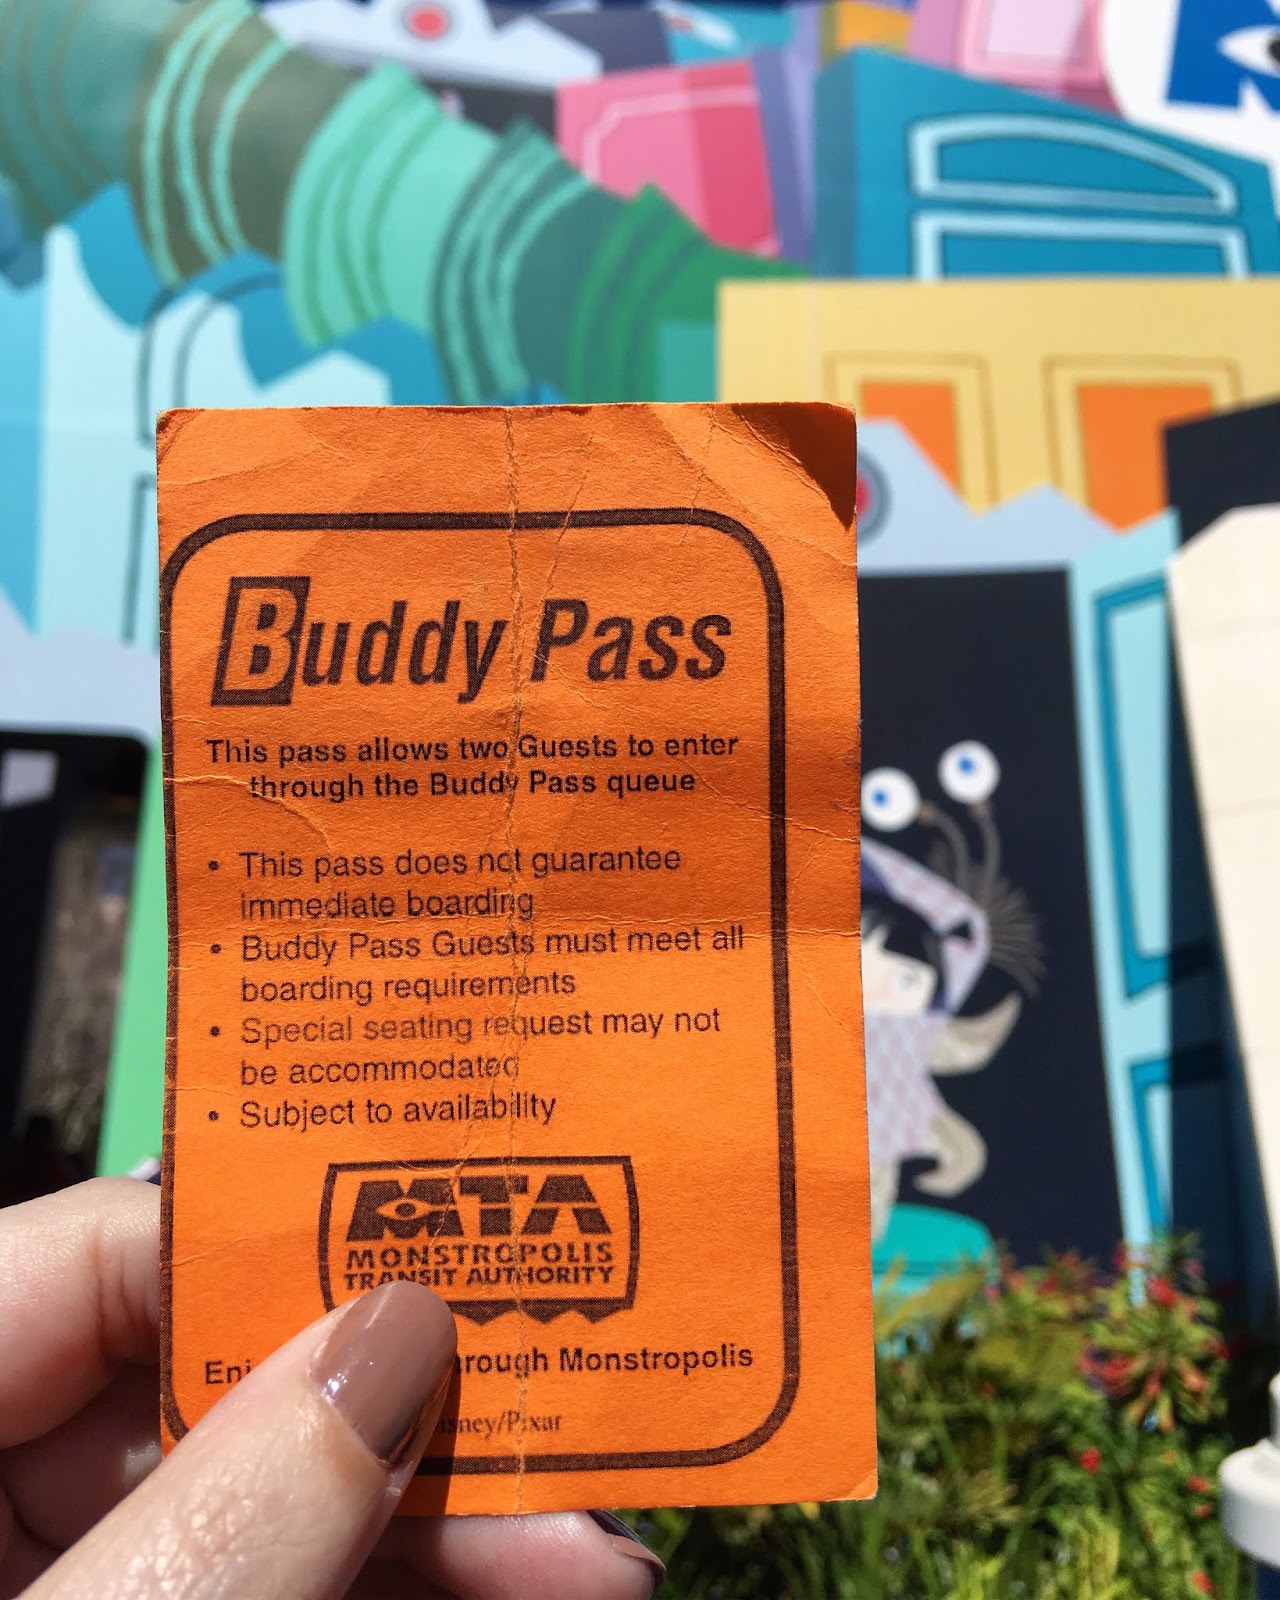 Buddy Pass
This pass allows two Guests to enter
through the Buddy Pass queue
• This pass does not guarantee
immediate boarding
• Buddy Pass Guests must meet all
boarding requirements
• Special seating request may not
be accommodated
• Subject to availability
MTA
MONSTROPOLIS
TRANSIT AUTHORITY
Monstropolis